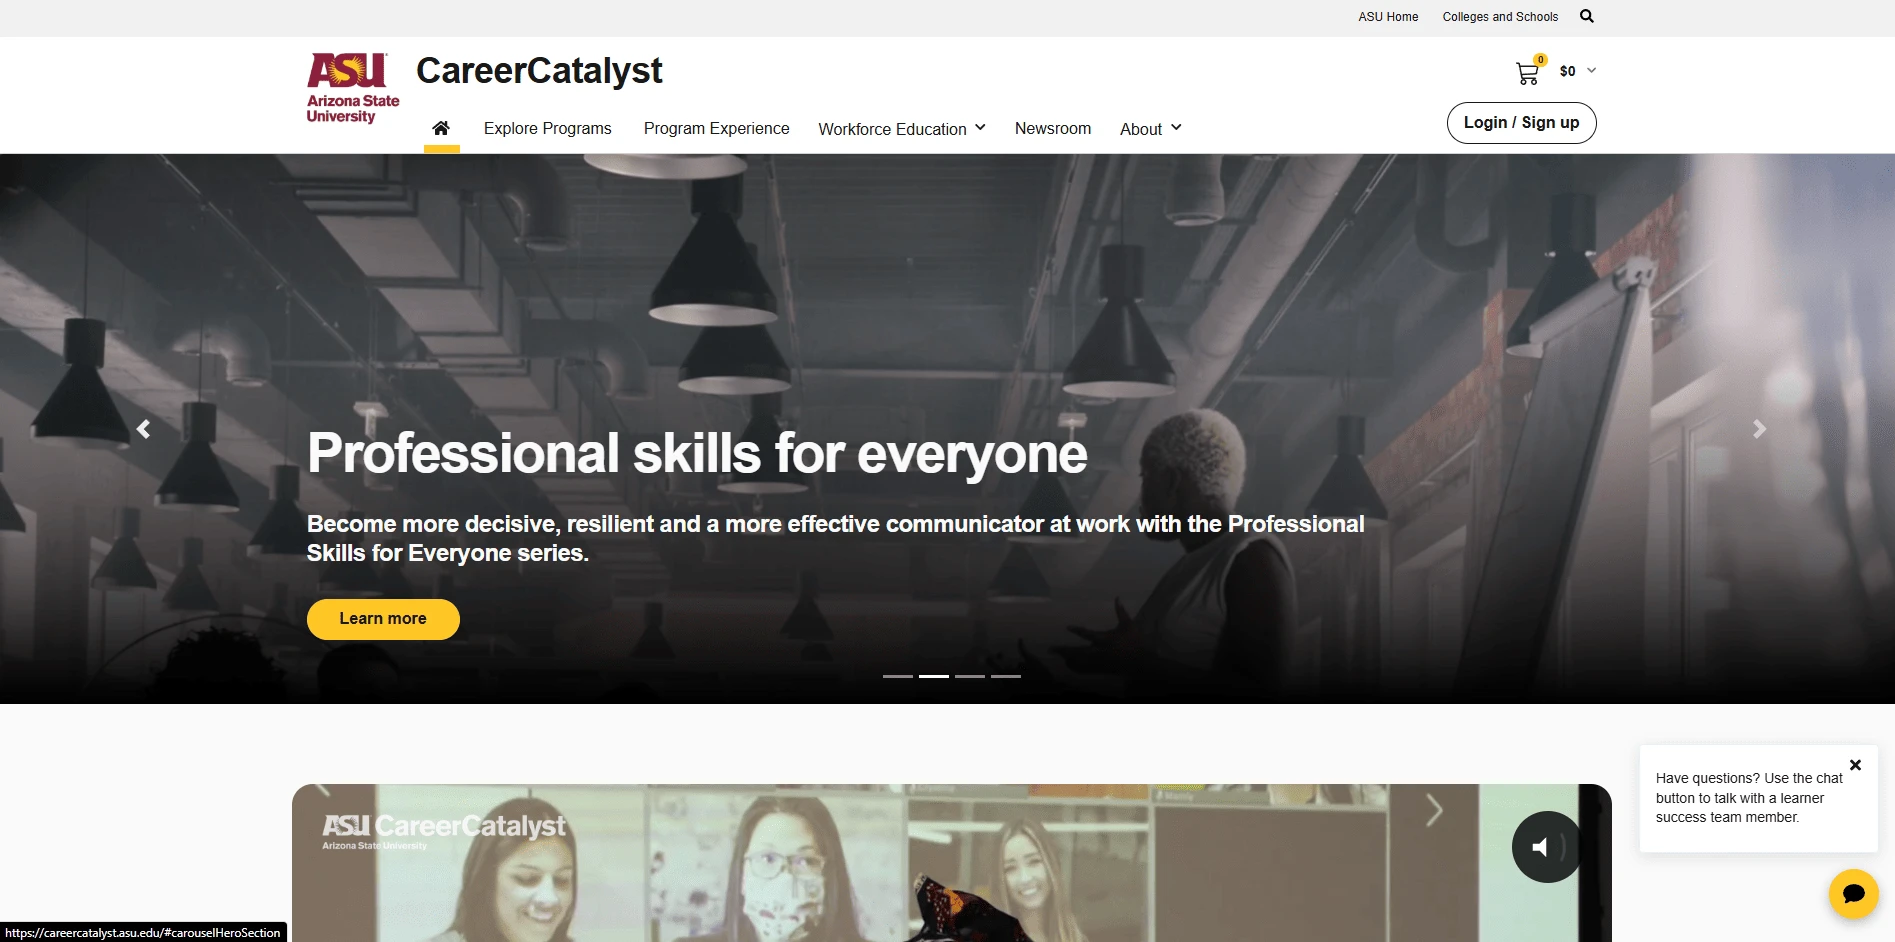 ASU Home Colleges and Schools
ASU
Arizona State
University
CareerCatalyst
0
$0
Explore Programs Program Experience Workforce Education Newsroom About
Login / Sign up
Professional skills for everyone
Become more decisive, resilient and a more effective communicator at work with the Professional
Skills for Everyone series.
Learn more
ASU CareerCatalyst
Arizona State University
Have questions? Use the chat
button to talk with a learner
success team member.
https://careercatalyst.asu.edu/#carouselHeroSection